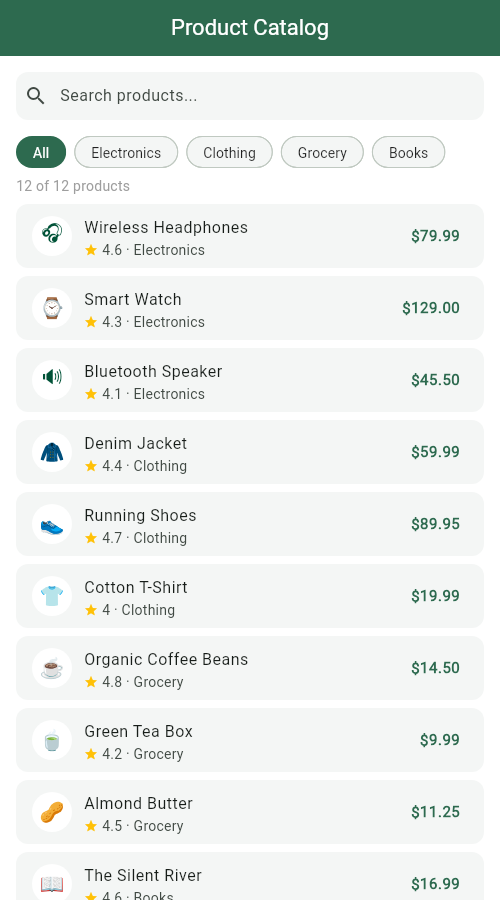 Product Catalog
Search products...
All
Electronics
Clothing
Grocery
Books
12 of 12 products
Wireless Headphones
$79.99
4.6 · Electronics
Smart Watch
$129.00
4.3 · Electronics
Bluetooth Speaker
$45.50
4.1 · Electronics
Denim Jacket
$59.99
4.4 · Clothing
Running Shoes
$89.95
4.7 · Clothing
Cotton T-Shirt
$19.99
4 · Clothing
Organic Coffee Beans
$14.50
4.8 · Grocery
Green Tea Box
$9.99
4.2 · Grocery
Almond Butter
$11.25
4.5 · Grocery
The Silent River
$16.99
4.6 · Books